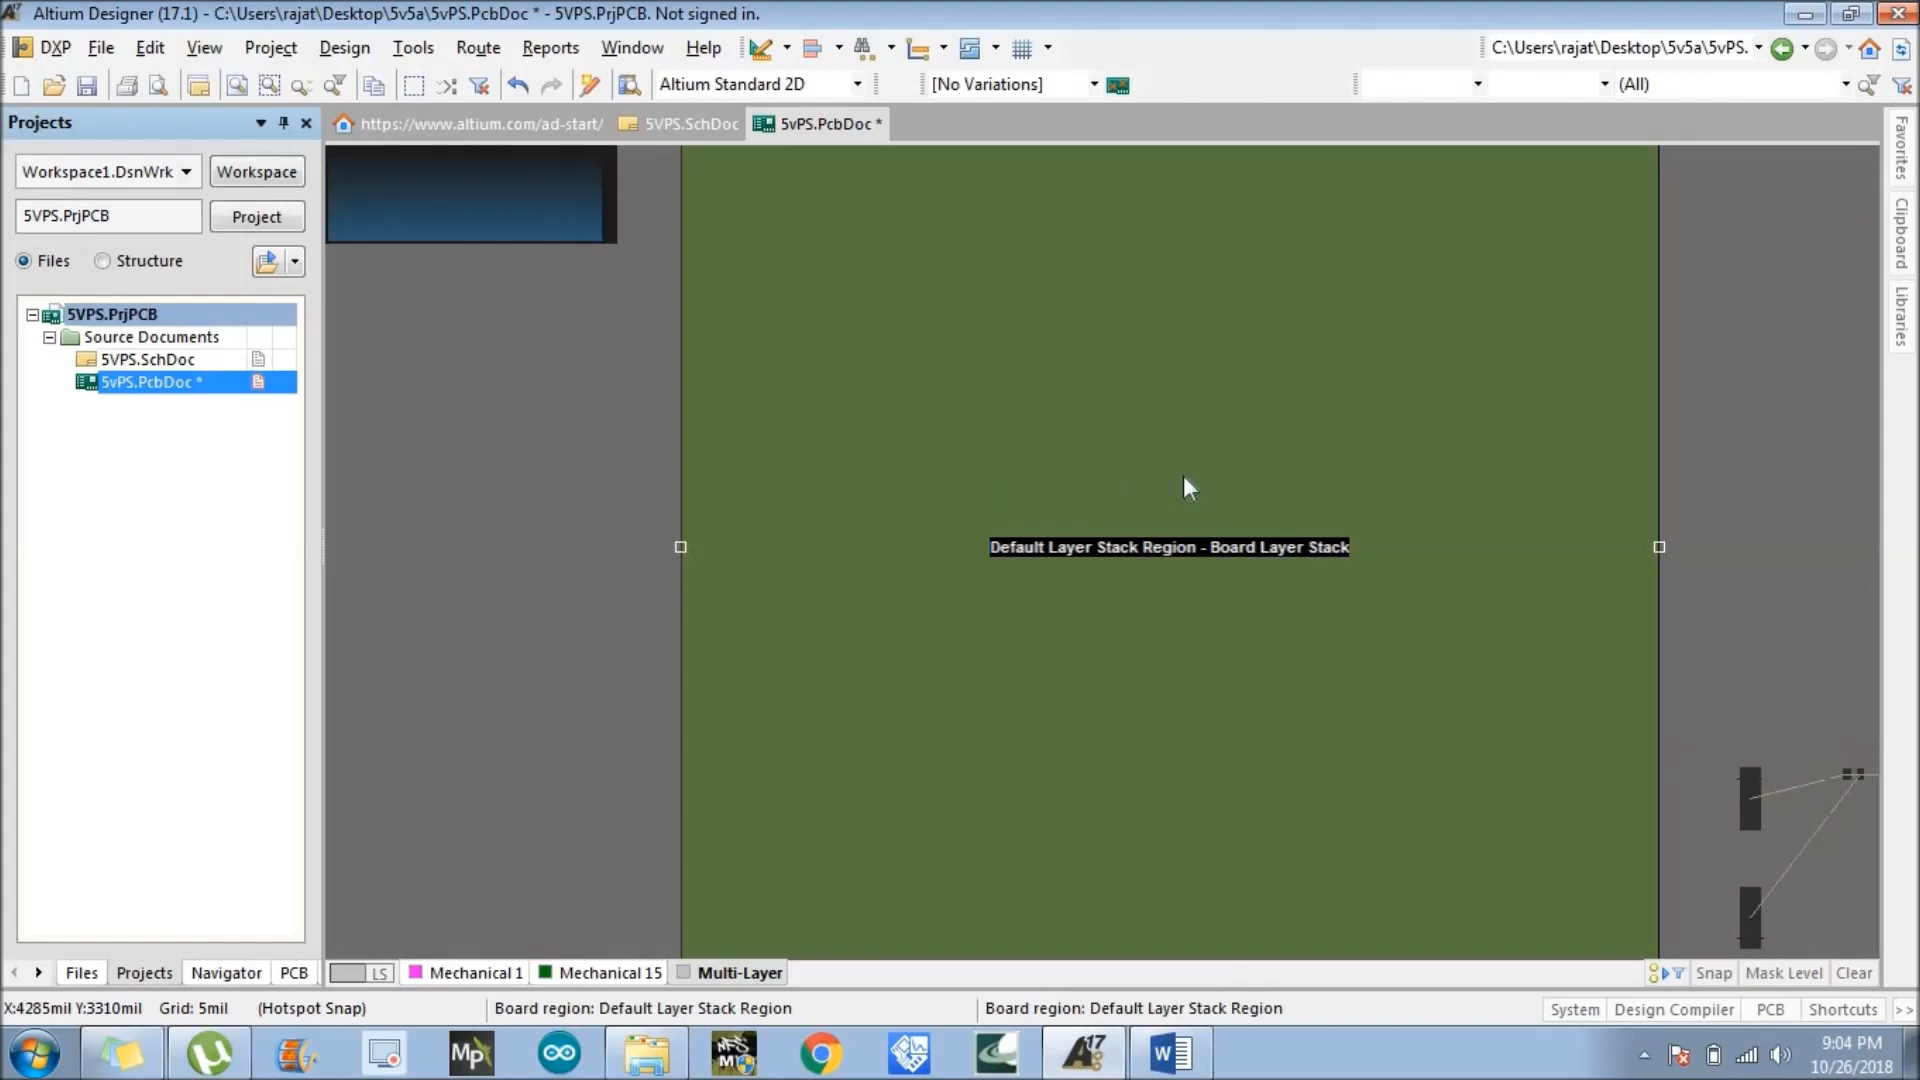 Altium Designer (17.1) - C:\Users\rajat\Desktop\5v5a\5vPS.PcbDoc * - 5VPS.PrjPCB. Not signed in.
DXP File Edit View Project Design Tools Route Reports Window Help C:\Users\rajat\Desktop\5v5a\5vPS.
Altium Standard 2D [No Variations] (All)
Projects https://www.altium.com/ad-start/ 5VPS.SchDoc 5vPS.PcbDoc *
Workspace1.DsnWrk Workspace
5VPS.PrjPCB Project
Files Structure
5VPS.PrjPCB
Source Documents
5VPS.SchDoc
5vPS.PcbDoc *
Default Layer Stack Region - Board Layer Stack
Favorites
Clipboard
Libraries
Files Projects Navigator PCB LS Mechanical 1 Mechanical 15 Multi-Layer Snap Mask Level Clear
X:4285mil Y:3310mil Grid: 5mil (Hotspot Snap) Board region: Default Layer Stack Region Board region: Default Layer Stack Region System Design Compiler PCB Shortcuts >>
9:04 PM
10/26/2018